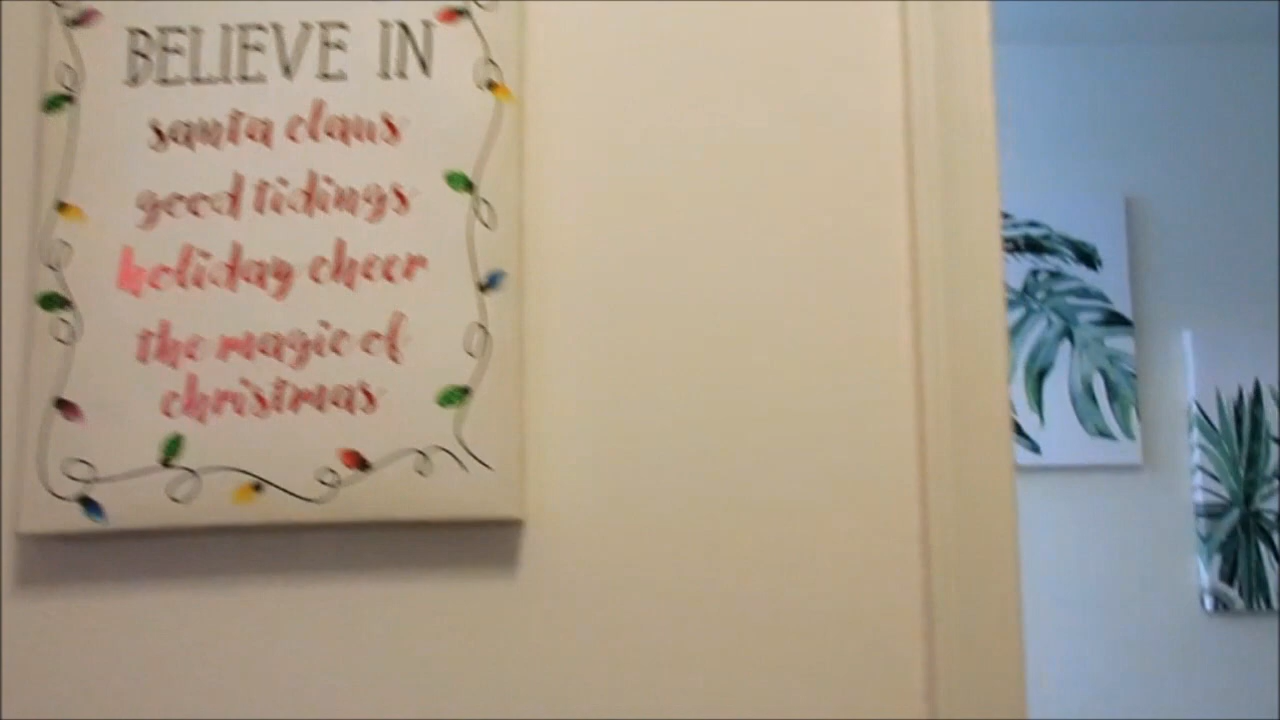 BELIEVE IN
santa claus
good tidings
holiday cheer
the magic of
christmas